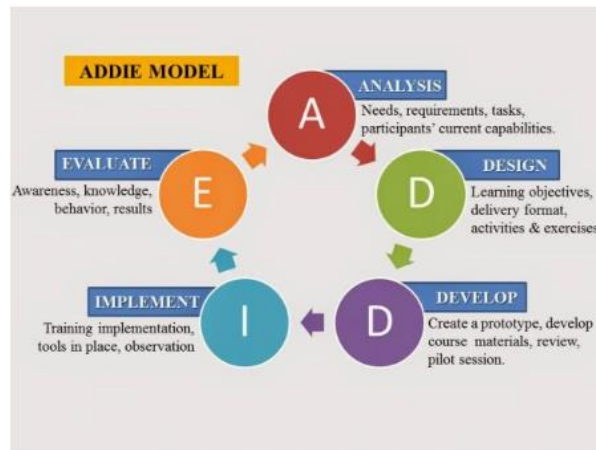 ADDIE MODEL
A
ANALYSIS
Needs, requirements, tasks,
participants' current capabilities.
D
DESIGN
Learning objectives,
delivery format,
activities & exercises
D
DEVELOP
Create a prototype, develop
course materials, review,
pilot session.
I
IMPLEMENT
Training implementation,
tools in place, observation
E
EVALUATE
Awareness, knowledge,
behavior, results